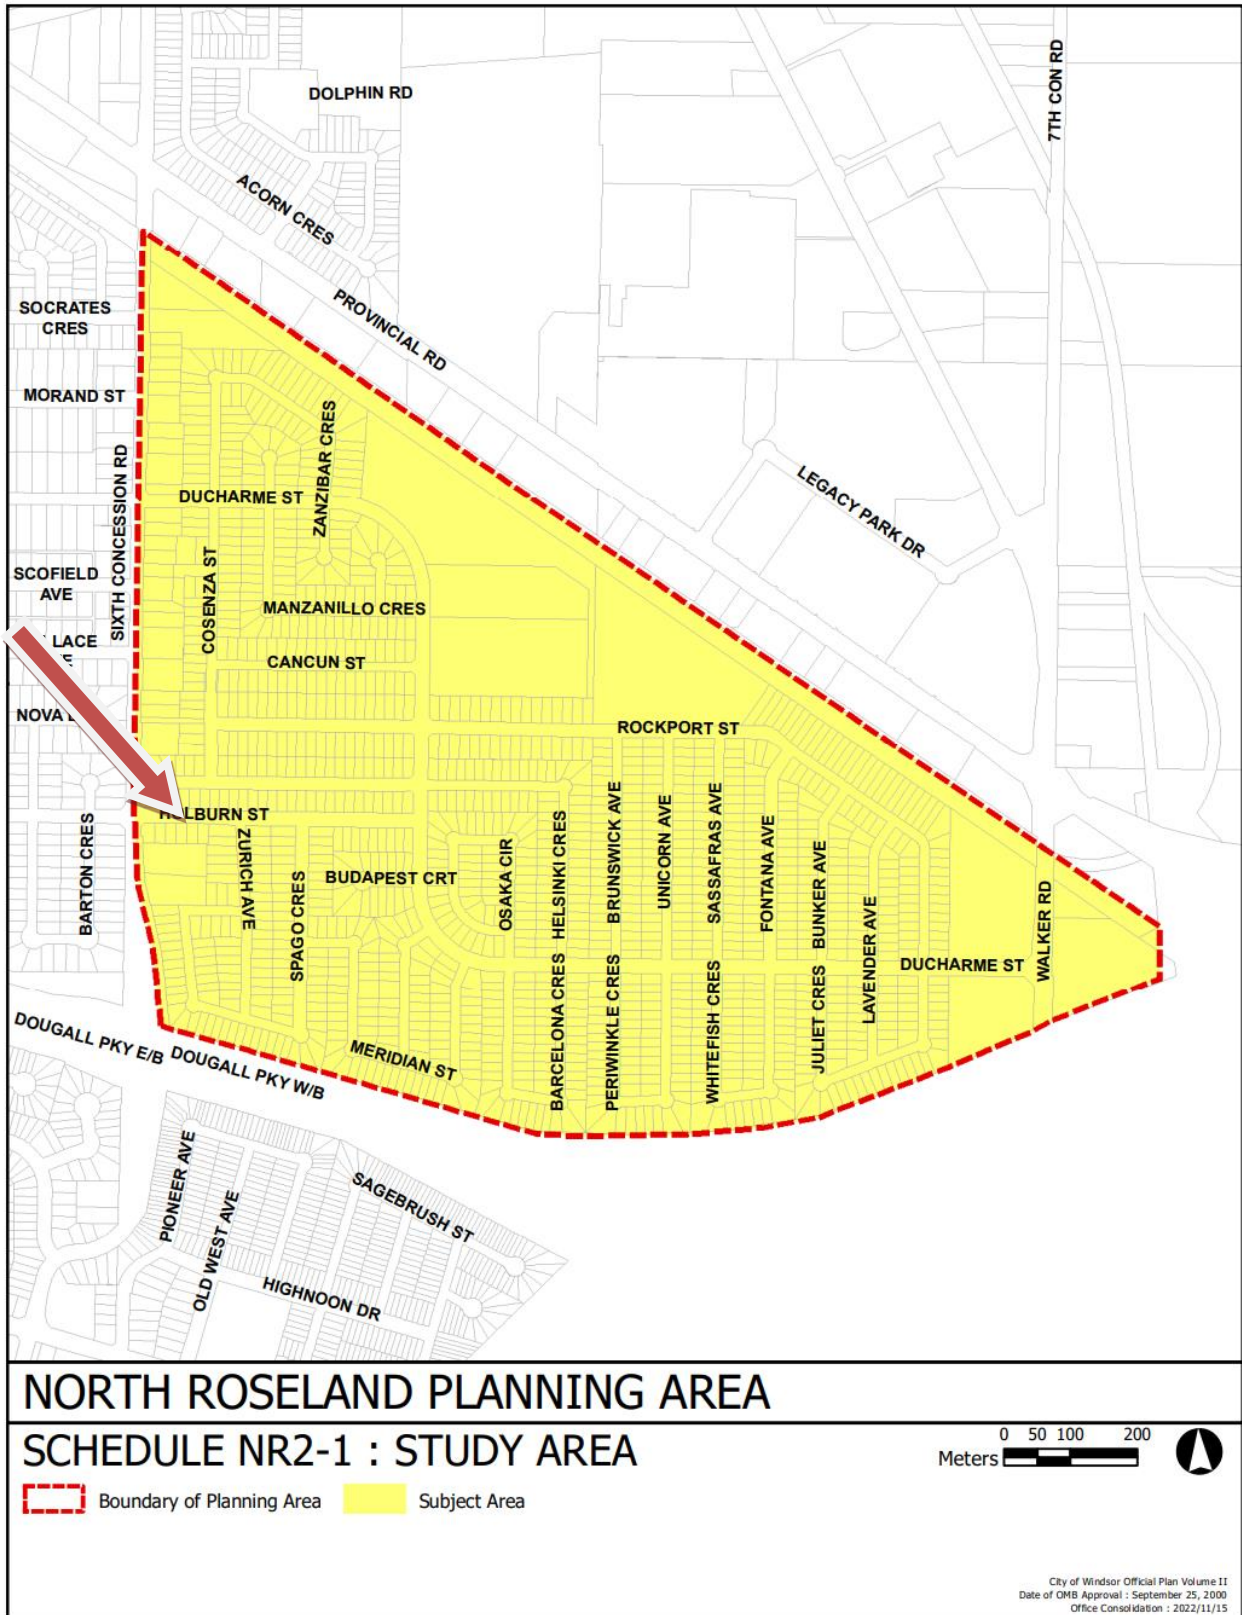 DOLPHIN RD
7TH CON RD
ACORN CRES
SOCRATES
CRES
PROVINCIAL RD
MORAND ST
SIXTH CONCESSION RD
ZANZIBAR CRES
DUCHARME ST
LEGACY PARK DR
SCOFIELD
AVE
COSENZA ST
MANZANILLO CRES
LACE
CANCUN ST
NOVA
ROCKPORT ST
LBURN ST
BARTON CRES
ZURICH AVE
SPAGO CRES
BUDAPEST CRT
OSAKA CIR
HELSINKI CRES
BRUNSWICK AVE
UNICORN AVE
SASSAFRAS AVE
FONTANA AVE
BUNKER AVE
LAVENDER AVE
WALKER RD
DUCHARME ST
BARCELONA CRES
PERIWINKLE CRES
WHITEFISH CRES
JULIET CRES
MERIDIAN ST
DOUGALL PKY E/B
DOUGALL PKY W/B
PIONEER AVE
OLD WEST AVE
SAGEBRUSH ST
HIGHNOON DR
NORTH ROSELAND PLANNING AREA
SCHEDULE NR2-1 : STUDY AREA
0 50 100 200
Meters
Boundary of Planning Area
Subject Area
City of Windsor Official Plan Volume II
Date of OMB Approval : September 25, 2000
Office Consolidation : 2022/11/15